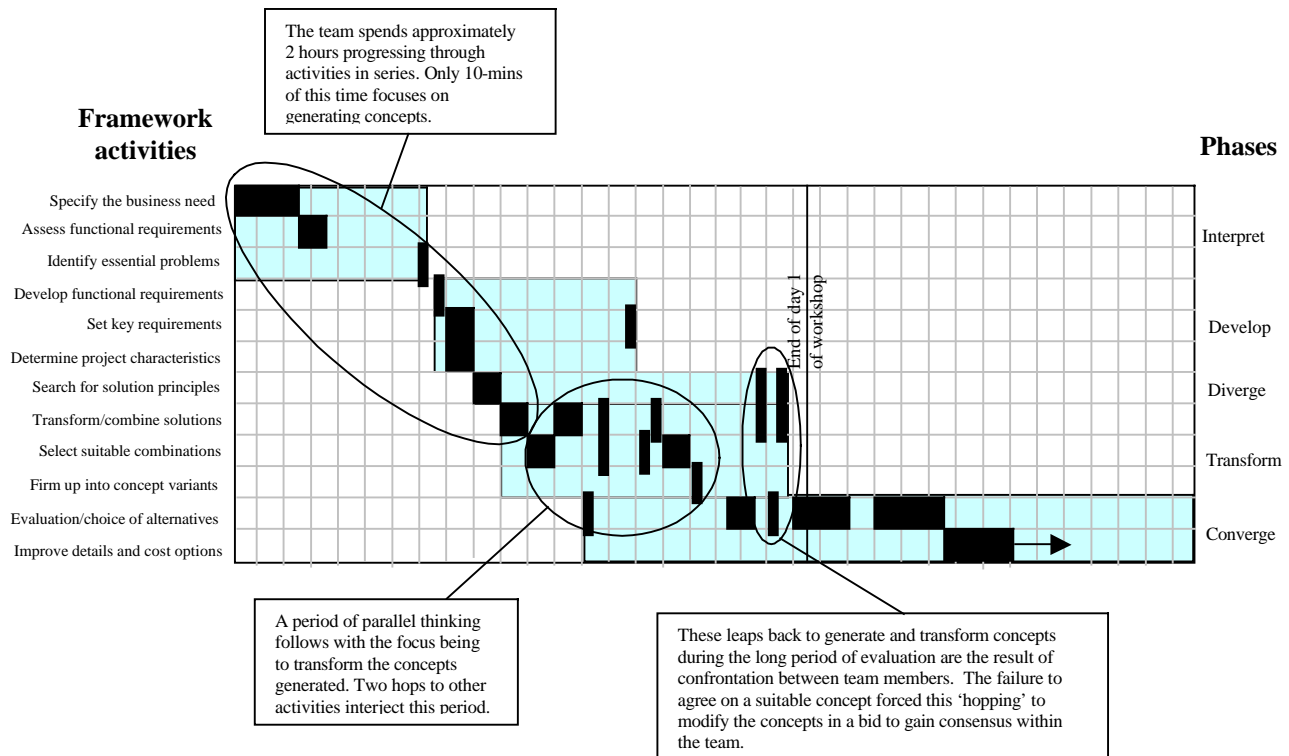 The team spends approximately
2 hours progressing through
activities in series. Only 10-mins
of this time focuses on
generating concepts.
Framework
activities
Phases
Specify the business need
Assess functional requirements
Identify essential problems
Develop functional requirements
Set key requirements
Determine project characteristics
Search for solution principles
Transform/combine solutions
Select suitable combinations
Firm up into concept variants
Evaluation/choice of alternatives
Improve details and cost options
End of day 1
of workshop
Interpret
Develop
Diverge
Transform
Converge
A period of parallel thinking
follows with the focus being
to transform the concepts
generated. Two hops to other
activities interject this period.
These leaps back to generate and transform concepts
during the long period of evaluation are the result of
confrontation between team members. The failure to
agree on a suitable concept forced this ‘hopping’ to
modify the concepts in a bid to gain consensus within
the team.